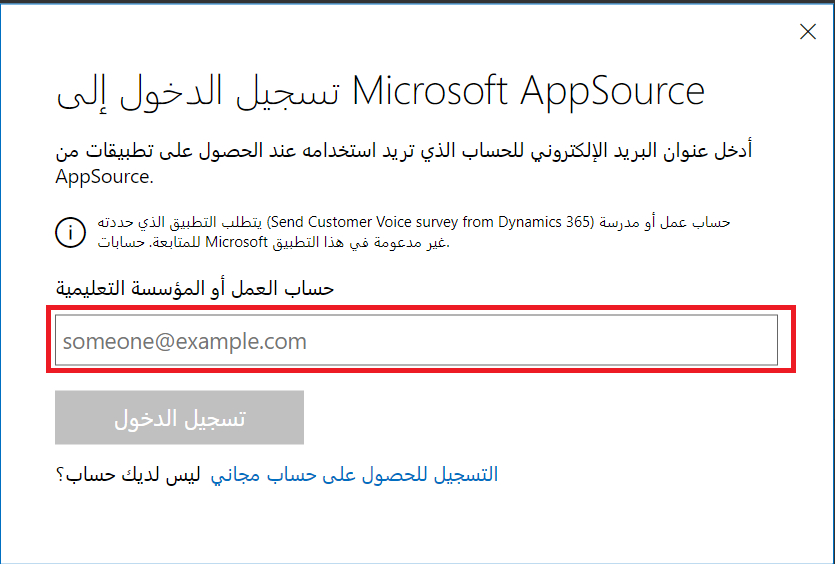 تسجيل الدخول إلى Microsoft AppSource
أدخل عنوان البريد الإلكتروني للحساب الذي تريد استخدامه عند الحصول على تطبيقات من
AppSource.
يتطلب التطبيق الذي حددته (Send Customer Voice survey from Dynamics 365) حساب عمل أو مدرسة
للمتابعة. حسابات Microsoft غير مدعومة في هذا التطبيق.
حساب العمل أو المؤسسة التعليمية
someone@example.com
تسجيل الدخول
ليس لديك حساب؟ التسجيل للحصول على حساب مجاني